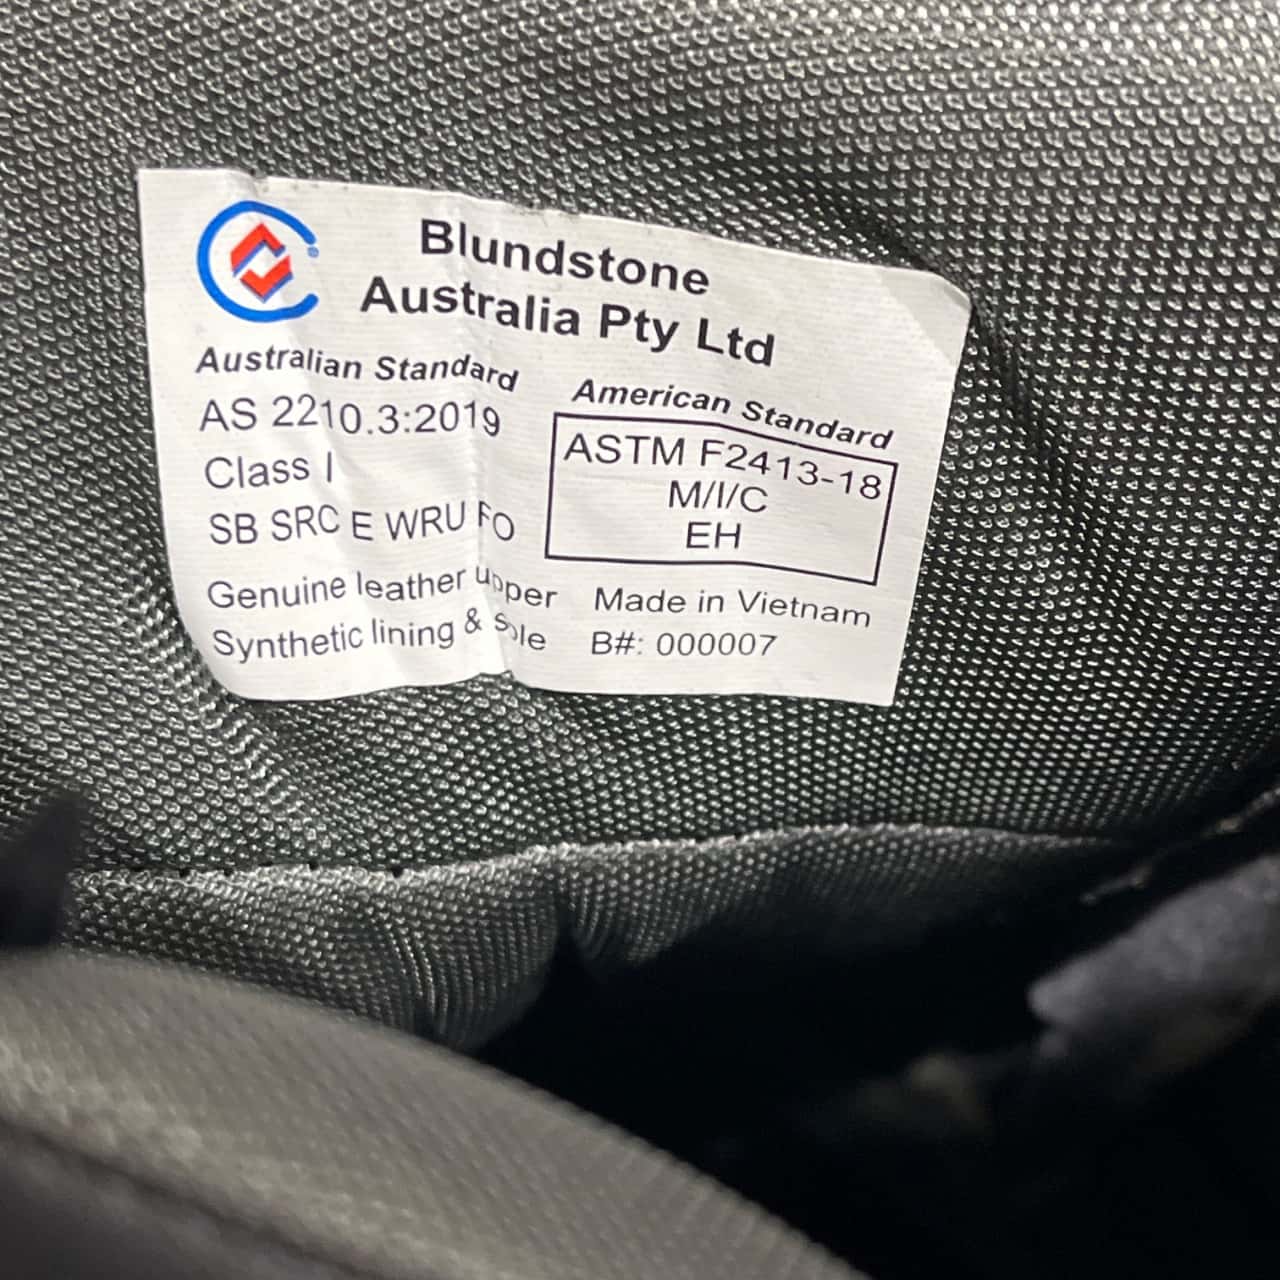 Blundstone
Australia Pty Ltd
Australian Standard
AS 2210.3:2019
Class I
SB SRC E WRU FO
Genuine leather upper
Synthetic lining & Sole
American Standard
ASTM F2413-18
M/I/C
EH
Made in Vietnam
B#: 000007